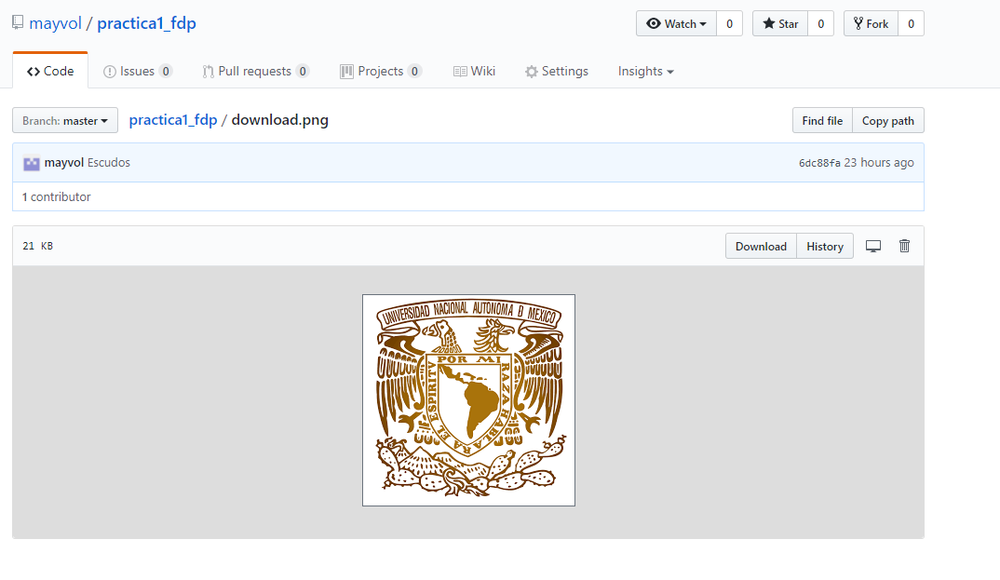 mayvol / practica1_fdp
Watch 0 Star 0 Fork 0
Code Issues 0 Pull requests 0 Projects 0 Wiki Settings Insights
Branch: master practica1_fdp / download.png Find file Copy path
mayvol Escudos 6dc88fa 23 hours ago
1 contributor
21 KB Download History
UNIVERSIDAD NACIONAL AUTONOMA D MEXICO
POR MI RAZA HABLARA EL ESPIRITV